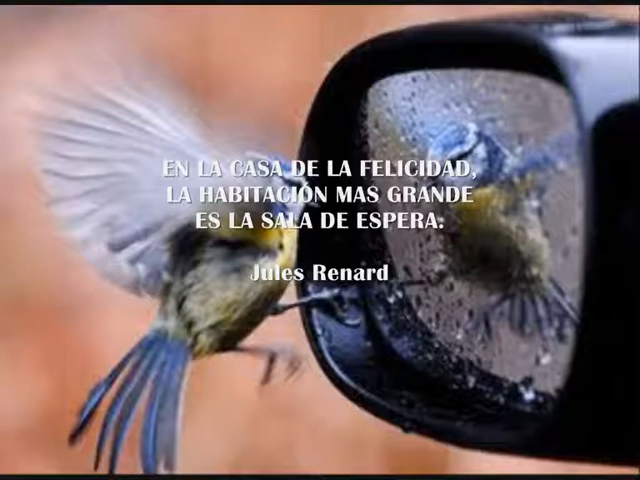 EN LA CASA DE LA FELICIDAD,
LA HABITACIÓN MAS GRANDE
ES LA SALA DE ESPERA.
Jules Renard